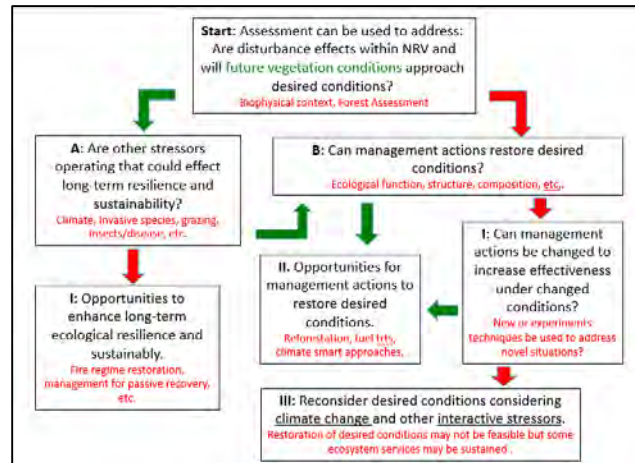 Start: Assessment can be used to address:
Are disturbance effects within NRV and
will future vegetation conditions approach
desired conditions?
Biophysical context, Forest Assessment
A: Are other stressors
operating that could effect
long-term resilience and
sustainability?
Climate, Invasive species, grazing,
insects/disease, etc.
B: Can management actions restore desired
conditions?
Ecological function, structure, composition, etc,.
I: Opportunities to
enhance long-term
ecological resilience and
sustainably.
Fire regime restoration,
management for passive recovery,
etc.
II. Opportunities for
management actions to
restore desired
conditions.
Reforestation, fuel trts,
climate smart approaches,
I: Can management
actions be changed to
increase effectiveness
under changed
conditions?
New or experiments
techniques be used to address
novel situations?
III: Reconsider desired conditions considering
climate change and other interactive stressors.
Restoration of desired conditions may not be feasible but some
ecosystem services may be sustained .